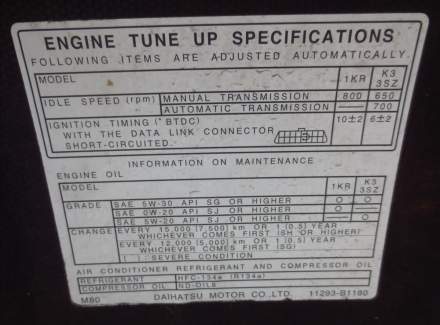 ENGINE TUNE UP SPECIFICATIONS
FOLLOWING ITEMS ARE ADJUSTED AUTOMATICALLY.
MODEL 1KR K3 3SZ
IDLE SPEED (rpm) MANUAL TRANSMISSION 800 650
AUTOMATIC TRANSMISSION — 700
IGNITION TIMING (°BTDC) 10±2 6±2
WITH THE DATA LINK CONNECTOR
SHORT-CIRCUITED.
INFORMATION ON MAINTENANCE
ENGINE OIL
MODEL 1KR K3 3SZ
GRADE SAE 5W-30 API SG OR HIGHER O O
SAE 0W-20 API SJ OR HIGHER O —
SAE 5W-20 API SJ OR HIGHER — O
CHANGE EVERY 15,000 (7,500) km OR 1 (0.5) YEAR
WHICHEVER COMES FIRST (SH OR HIGHER)
EVERY 12,000 (5,000) km OR 1 (0.5) YEAR
WHICHEVER COMES FIRST (SG)
( ) SEVERE CONDITION
AIR CONDITIONER REFRIGERANT AND COMPRESSOR OIL
REFRIGERANT HFC-134a (R134a)
COMPRESSOR OIL ND-OIL8
M80 DAIHATSU MOTOR CO.,LTD. 11293-B1180